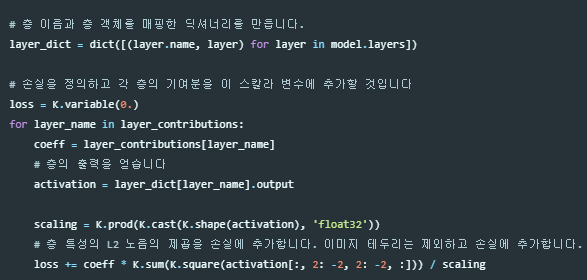 # 층 이름과 층 객체를 매핑한 딕셔너리를 만듭니다.
layer_dict = dict([(layer.name, layer) for layer in model.layers])
# 손실을 정의하고 각 층의 기여분을 이 스칼라 변수에 추가할 것입니다
loss = K.variable(0.)
for layer_name in layer_contributions:
    coeff = layer_contributions[layer_name]
    # 층의 출력을 얻습니다
    activation = layer_dict[layer_name].output
    scaling = K.prod(K.cast(K.shape(activation), 'float32'))
    # 층 특성의 L2 노름의 제곱을 손실에 추가합니다. 이미지 테두리는 제외하고 손실에 추가합니다.
    loss += coeff * K.sum(K.square(activation[:, 2: -2, 2: -2, :])) / scaling